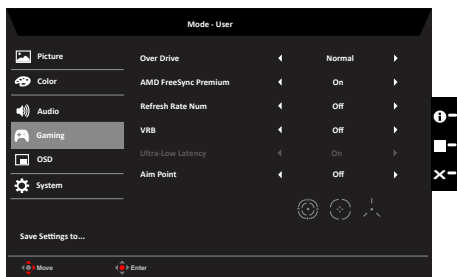 Mode - User
Picture
Color
Audio
Gaming
OSD
System
Save Settings to...
Over Drive Normal
AMD FreeSync Premium On
Refresh Rate Num Off
VRB Off
Ultra-Low Latency On
Aim Point Off
Move Enter